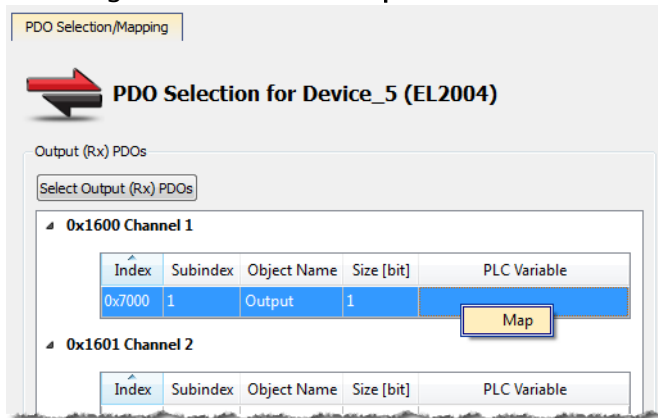 PDO Selection/Mapping
PDO Selection for Device_5 (EL2004)
Output (Rx) PDOs
Select Output (Rx) PDOs
0x1600 Channel 1
Index Subindex Object Name Size [bit] PLC Variable
0x7000 1 Output 1
Map
0x1601 Channel 2
Index Subindex Object Name Size [bit] PLC Variable